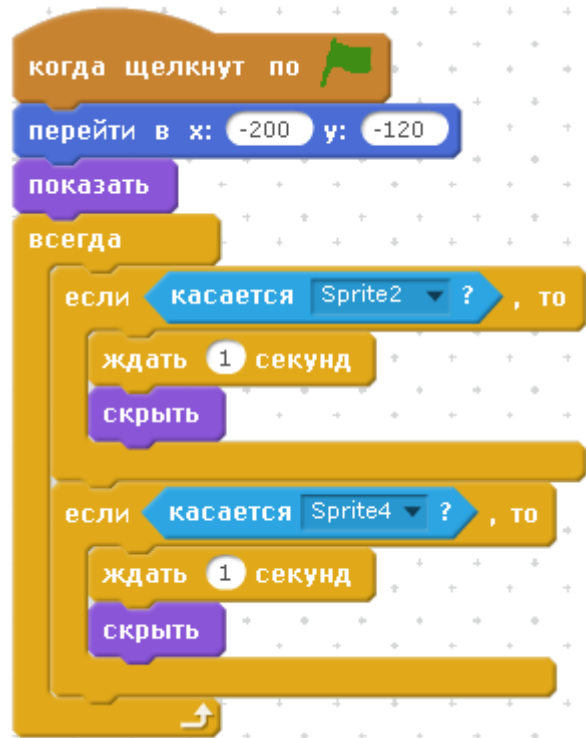 когда щелкнут по
перейти в x: -200 y: -120
показать
всегда
если касается Sprite2 ? , то
ждать 1 секунд
скрыть
если касается Sprite4 ? , то
ждать 1 секунд
скрыть